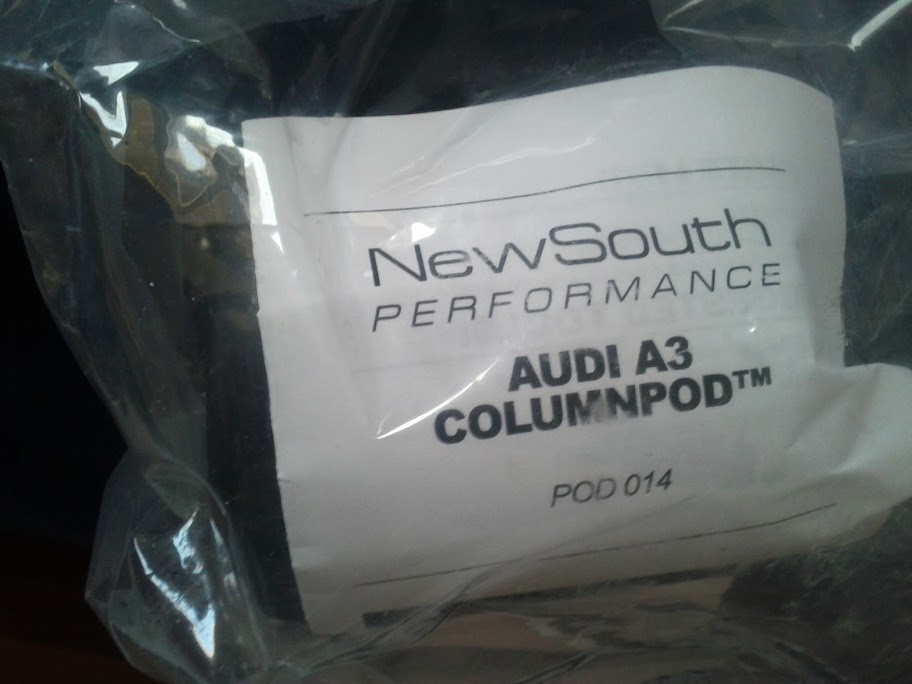 NewSouth
PERFORMANCE
AUDI A3
COLUMNPOD™
POD 014